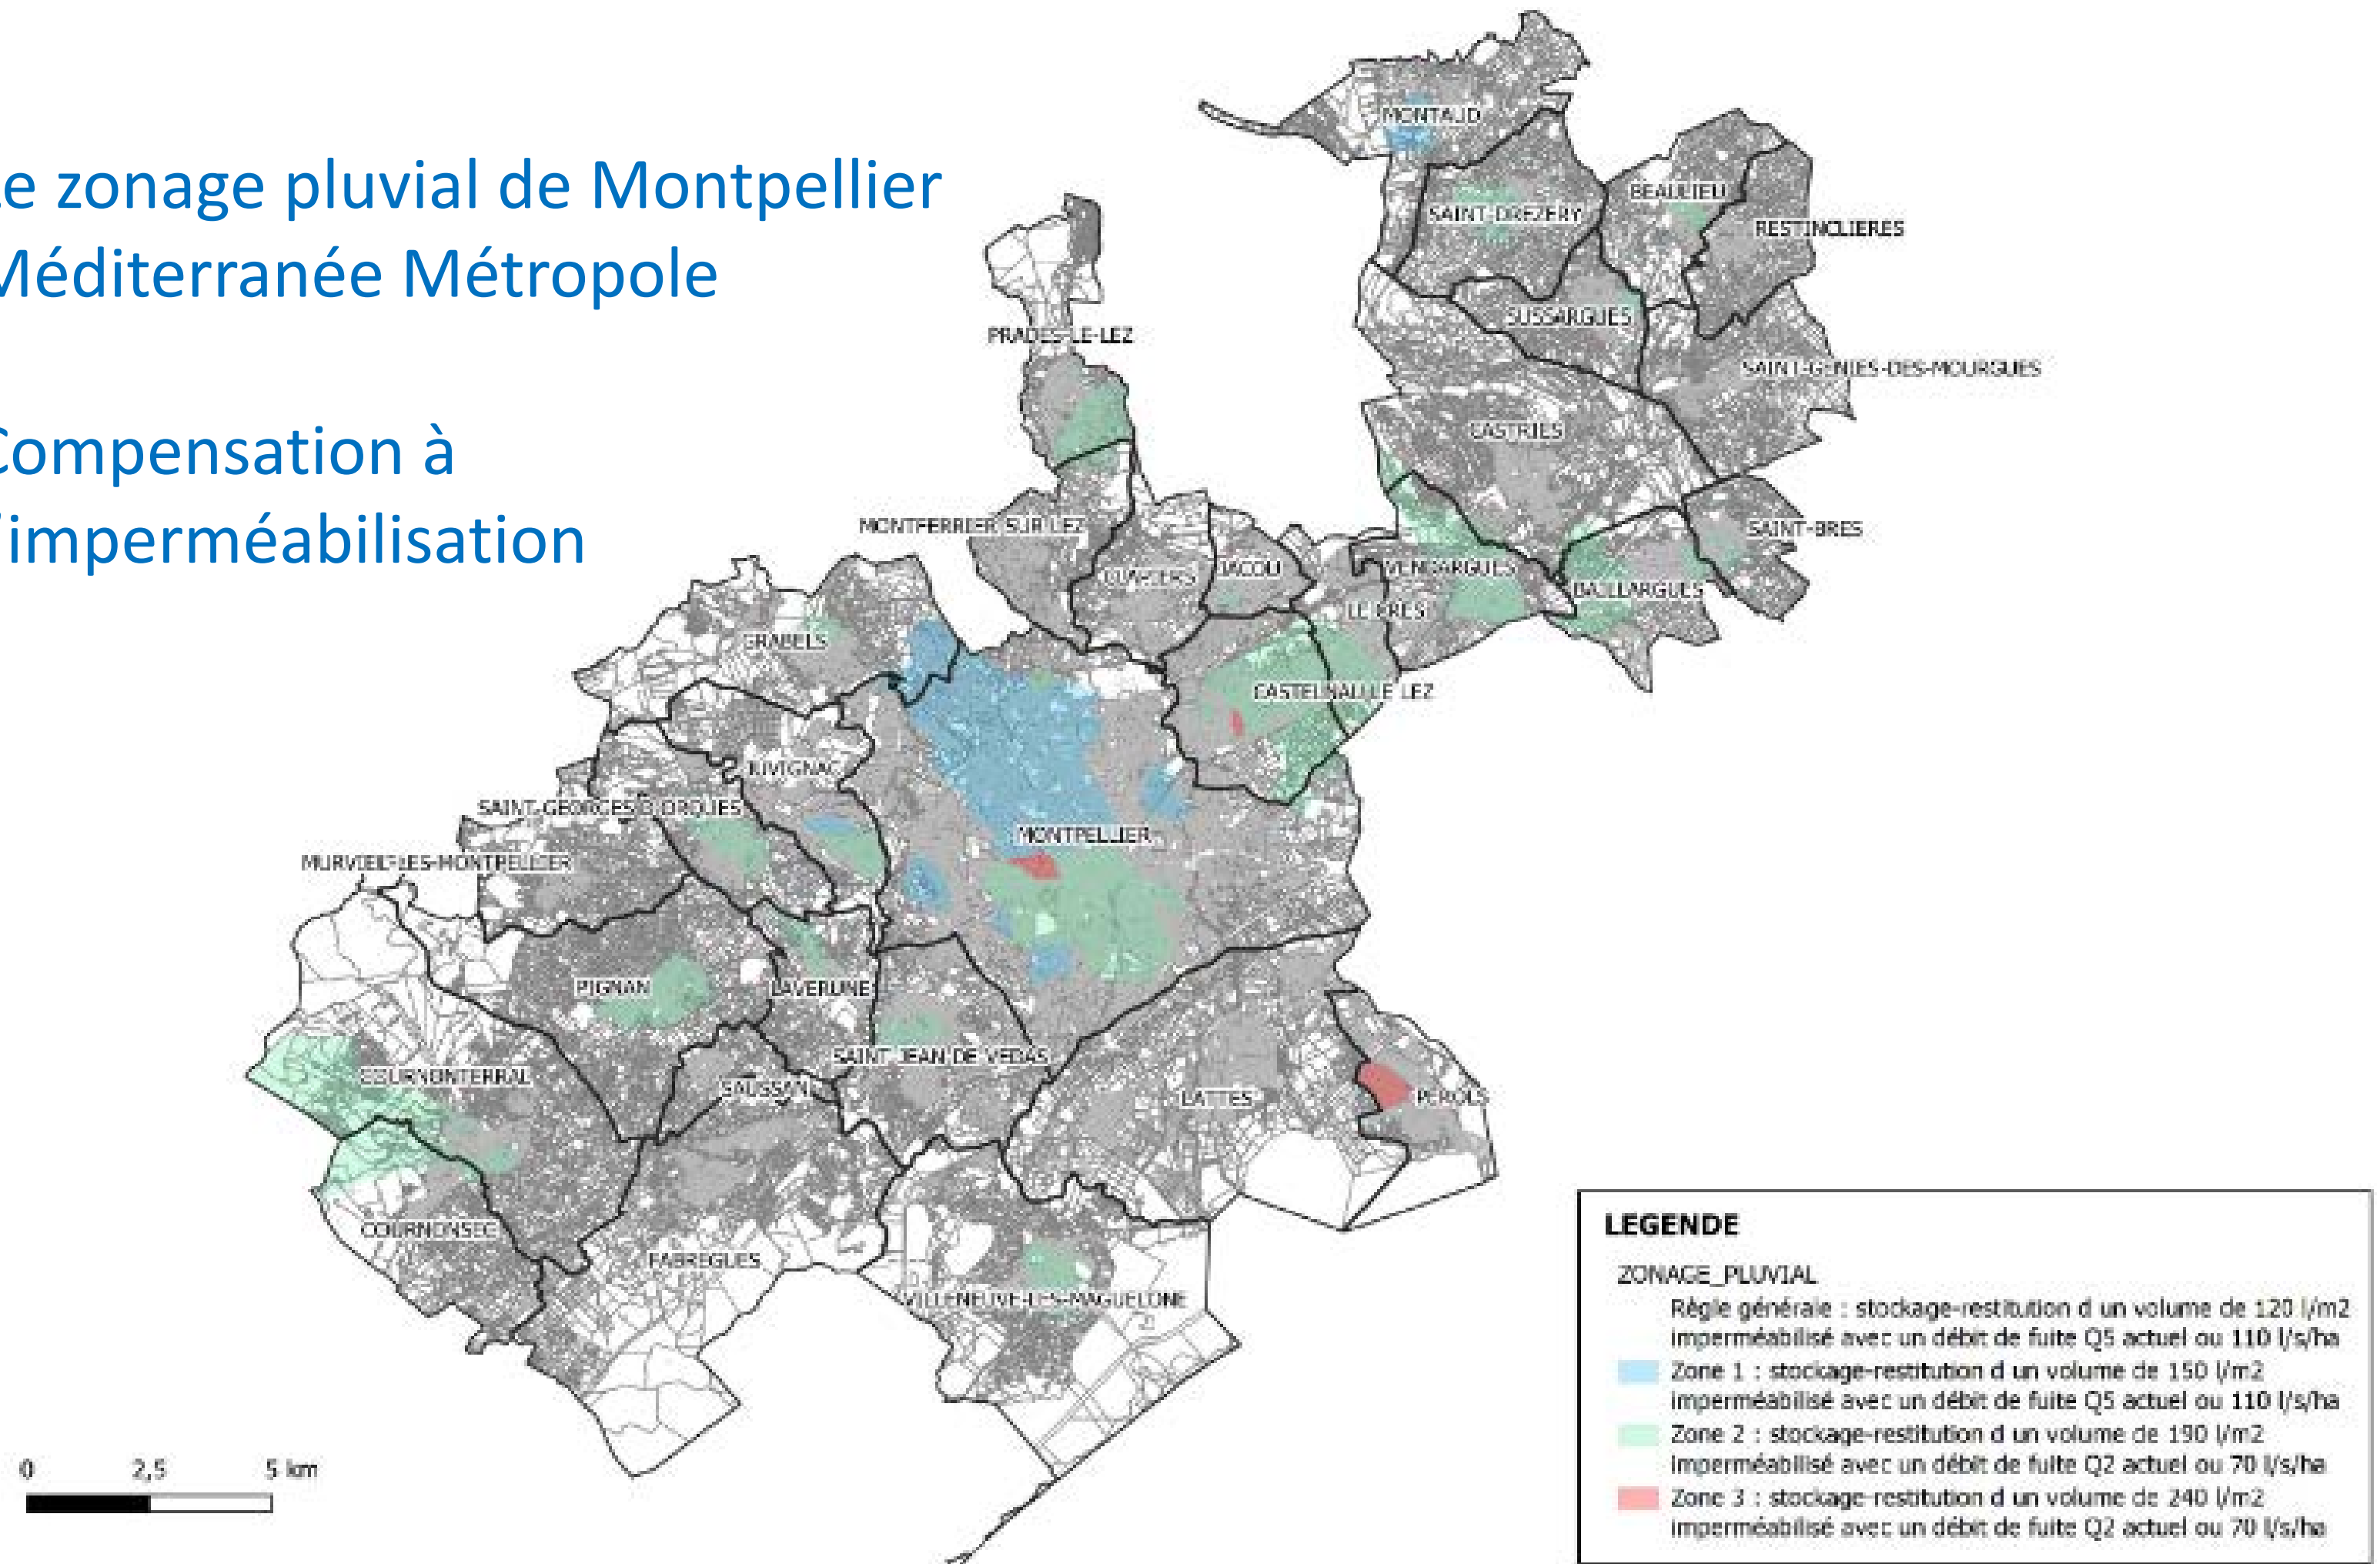 e zonage pluvial de Montpellier
Méditerranée Métropole
Compensation à
'imperméabilisation
MONTAUD
BEAULIEU
SAINT-DREZERY
RESTINCLIERES
SUSSARGUES
PRADES-LE-LEZ
SAINT-GENIES-DES-MOURGUES
CASTRIES
MONTFERRIER SUR LEZ
SAINT-BRES
CLAPIERS
JACOU
VENDARGUES
BAILLARGUES
LE CRES
GRABELS
CASTELNAU LE LEZ
JUVIGNAC
SAINT-GEORGES D ORQUES
MONTPELLIER
MURVIEL-LES-MONTPELLIER
PIGNAN
LAVERUNE
SAINT JEAN DE VEDAS
COURNONTERRAL
SAUSSAN
LATTES
PEROLS
COURNONSEC
FABREGUES
VILLENEUVE-LES-MAGUELONE
LEGENDE
ZONAGE_PLUVIAL
Règle générale : stockage-restitution d un volume de 120 l/m2
imperméabilisé avec un débit de fuite Q5 actuel ou 110 l/s/ha
Zone 1 : stockage-restitution d un volume de 150 l/m2
imperméabilisé avec un débit de fuite Q5 actuel ou 110 l/s/ha
Zone 2 : stockage-restitution d un volume de 190 l/m2
imperméabilisé avec un débit de fuite Q2 actuel ou 70 l/s/ha
Zone 3 : stockage-restitution d un volume de 240 l/m2
imperméabilisé avec un débit de fuite Q2 actuel ou 70 l/s/ha
0 2,5 5 km